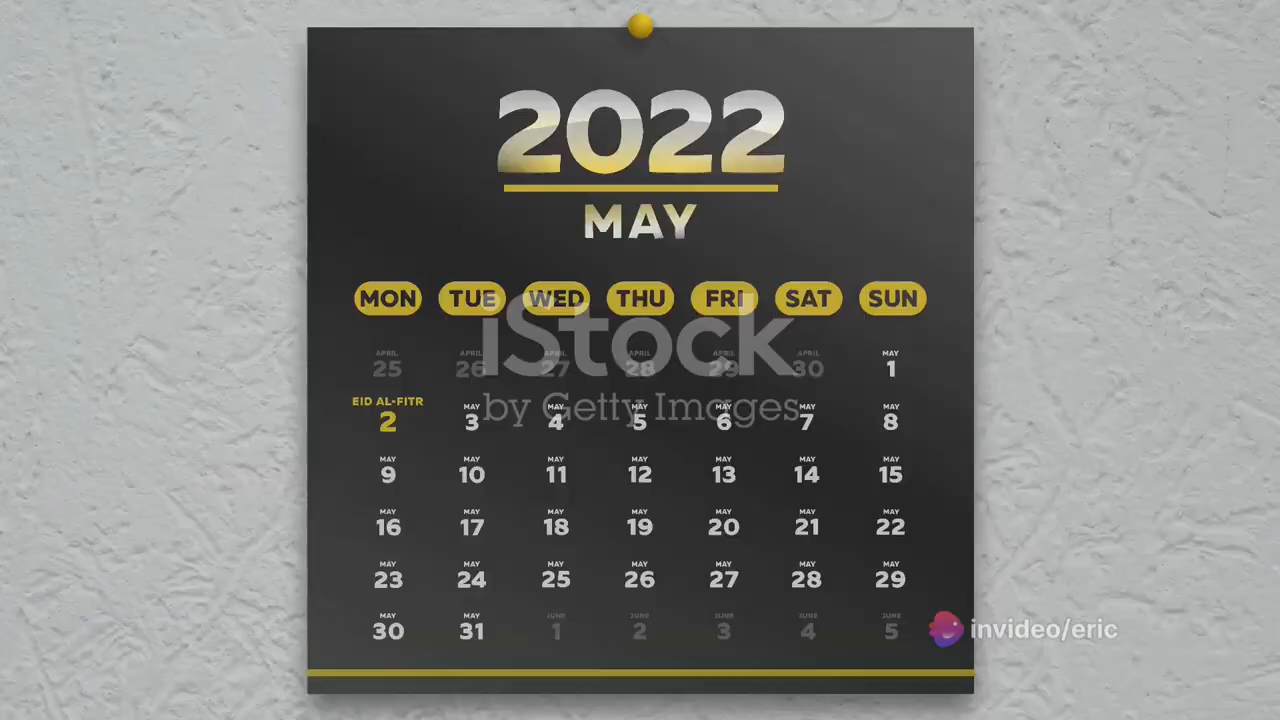 2022
MAY
MON TUE WED THU FRI SAT SUN
iStock
APRIL APRIL APRIL APRIL APRIL APRIL MAY
25 26 27 28 29 30 1
EID AL-FITR MAY MAY MAY MAY MAY MAY
2 3 4 5 6 7 8
by Getty Images
MAY MAY MAY MAY MAY MAY MAY
9 10 11 12 13 14 15
MAY MAY MAY MAY MAY MAY MAY
16 17 18 19 20 21 22
MAY MAY MAY MAY MAY MAY MAY
23 24 25 26 27 28 29
MAY MAY JUNE JUNE JUNE JUNE JUNE
30 31 1 2 3 4 5
invideo/eric